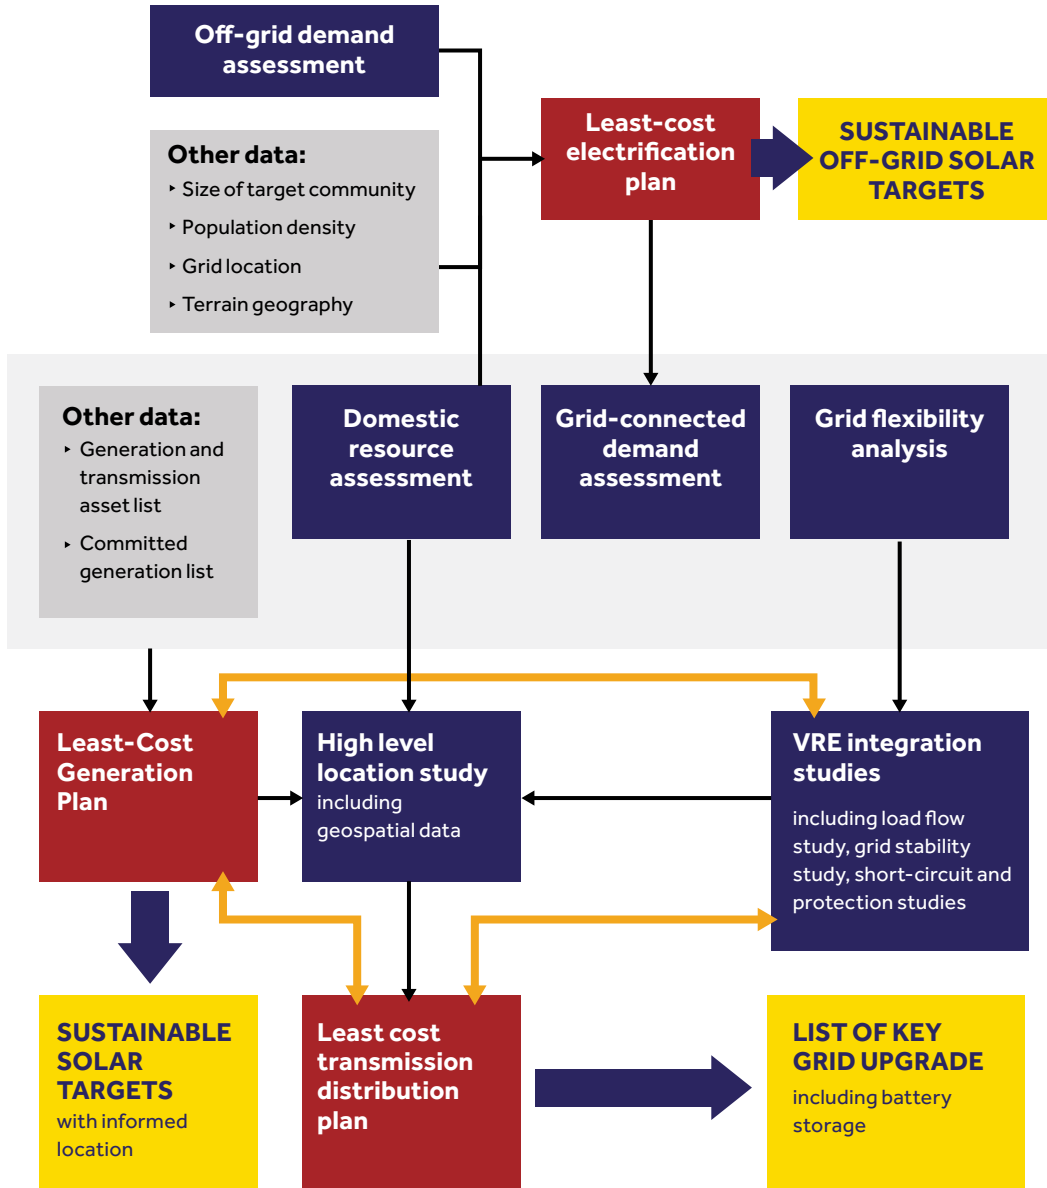 Off-grid demand
assessment
Other data:
‣ Size of target community
‣ Population density
‣ Grid location
‣ Terrain geography
Least-cost
electrification
plan
SUSTAINABLE
OFF-GRID SOLAR
TARGETS
Other data:
‣ Generation and
transmission
asset list
‣ Committed
generation list
Domestic
resource
assessment
Grid-connected
demand
assessment
Grid flexibility
analysis
Least-Cost
Generation
Plan
High level
location study
including
geospatial data
VRE integration
studies
including load flow
study, grid stability
study, short-circuit and
protection studies
SUSTAINABLE
SOLAR
TARGETS
with informed
location
Least cost
transmission
distribution
plan
LIST OF KEY
GRID UPGRADE
including battery
storage